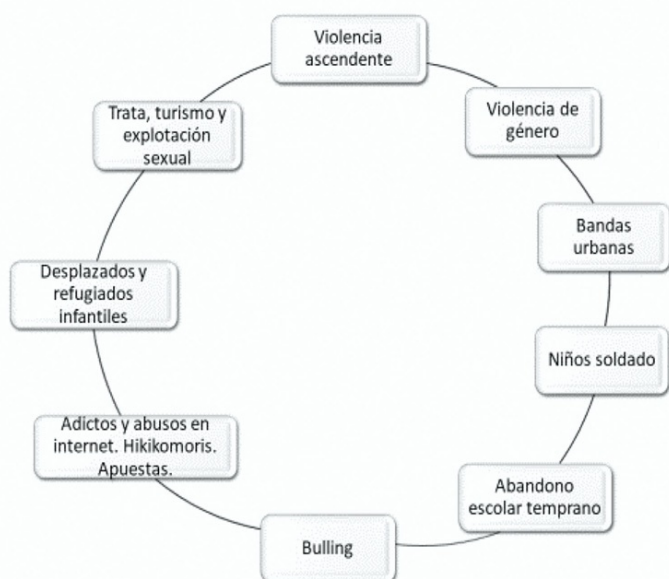 Violencia
ascendente
Violencia de
género
Bandas
urbanas
Niños soldado
Abandono
escolar temprano
Bulling
Adictos y abusos en
internet. Hikikomoris.
Apuestas.
Desplazados y
refugiados
infantiles
Trata, turismo y
explotación
sexual